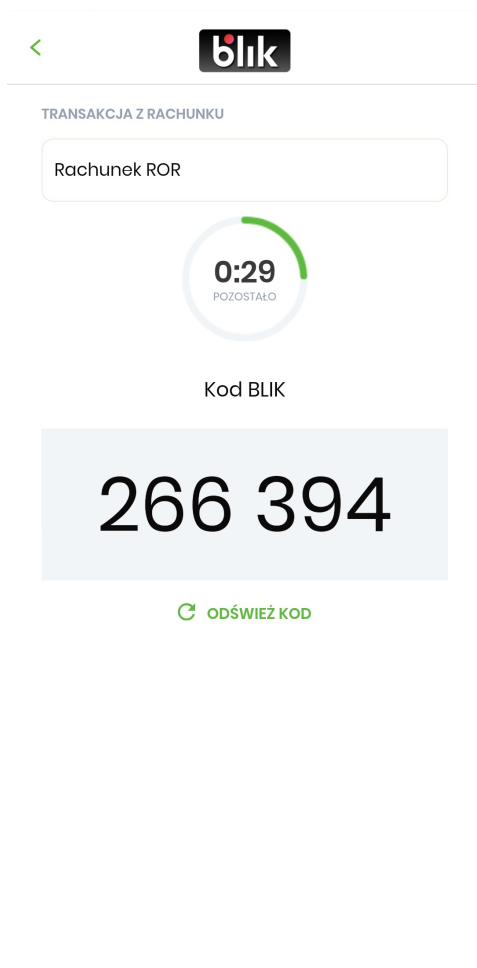 blik
TRANSAKCJA Z RACHUNKU
Rachunek ROR
0:29
POZOSTAŁO
Kod BLIK
266 394
ODŚWIEŻ KOD